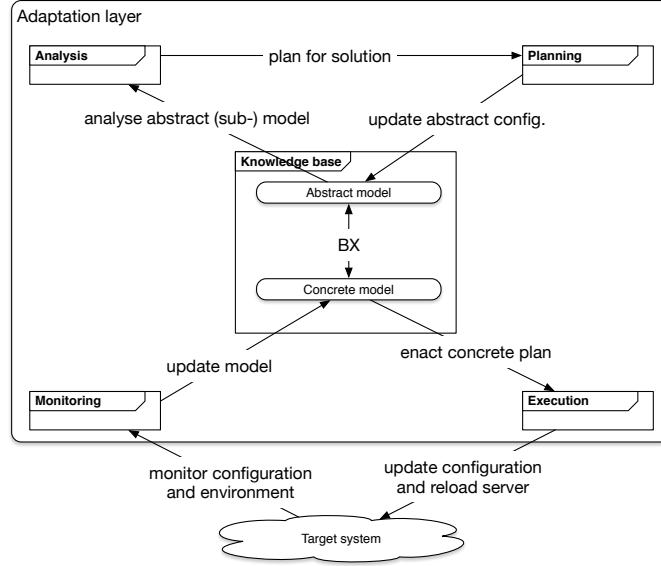 Adaptation layer
Analysis
plan for solution
Planning
analyse abstract (sub-) model
update abstract config.
Knowledge base
Abstract model
BX
Concrete model
update model
enact concrete plan
Monitoring
Execution
monitor configuration
and environment
update configuration
and reload server
Target system